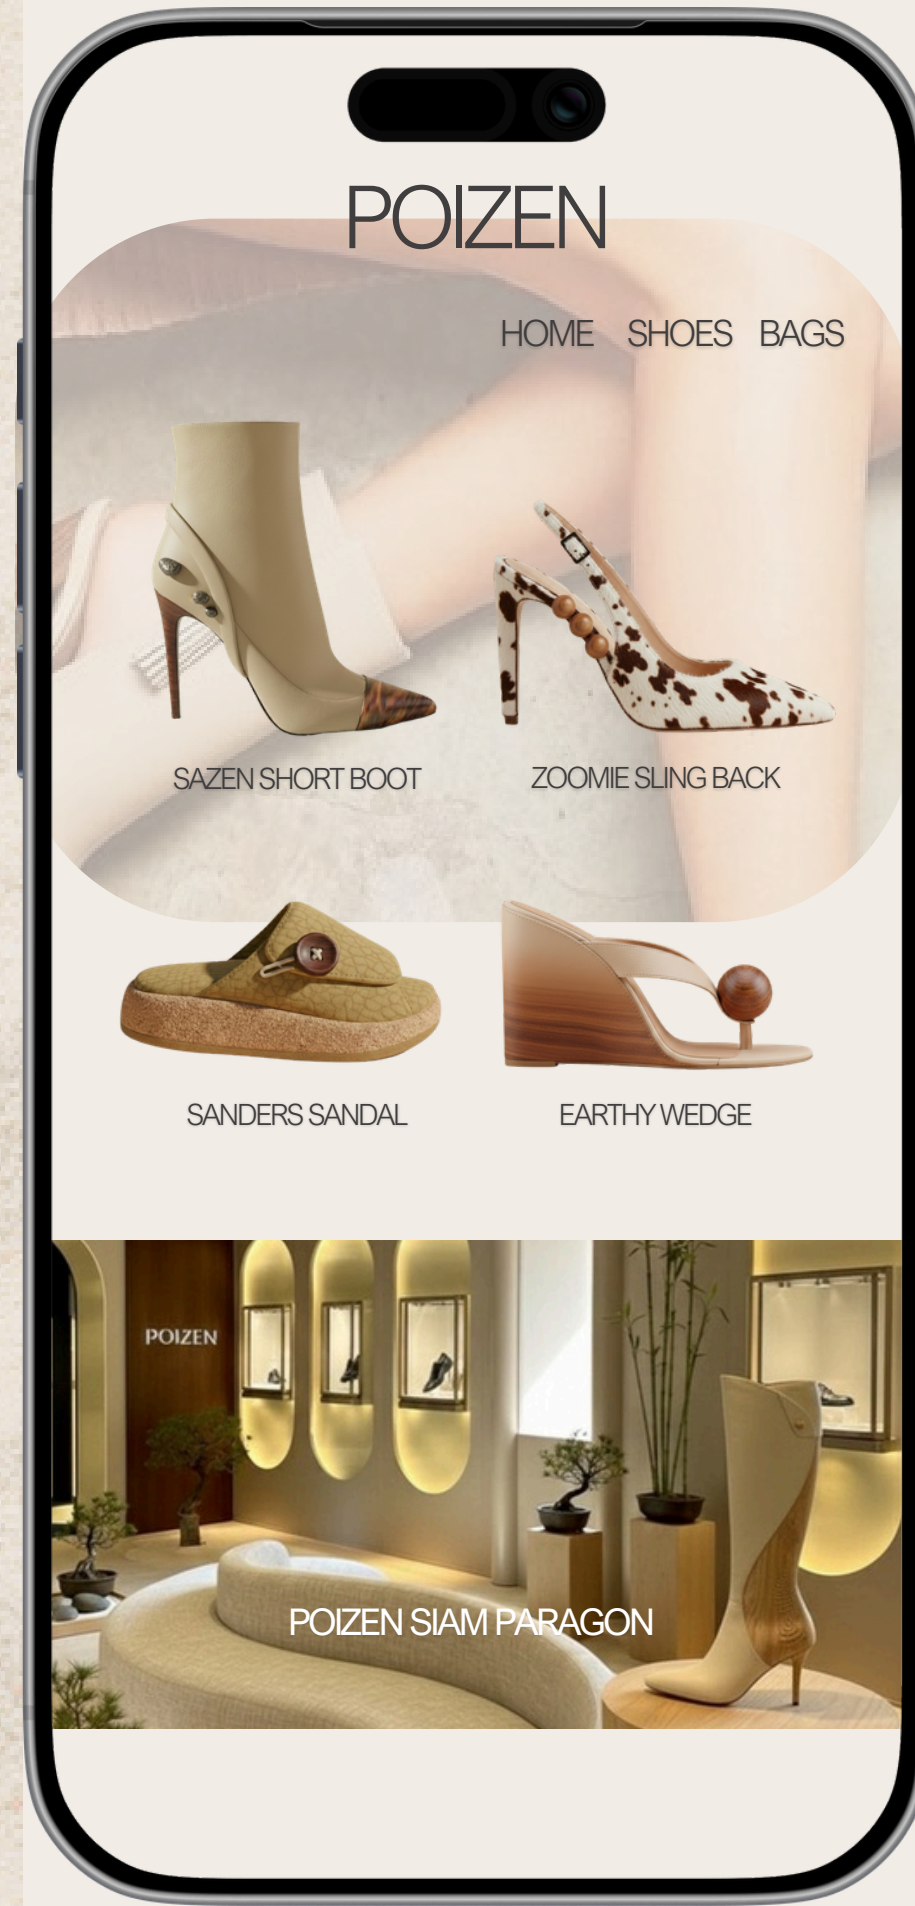 POIZEN
HOME SHOES BAGS
SAZEN SHORT BOOT
ZOOMIE SLING BACK
SANDERS SANDAL
EARTHY WEDGE
POIZEN
POIZEN SIAM PARAGON